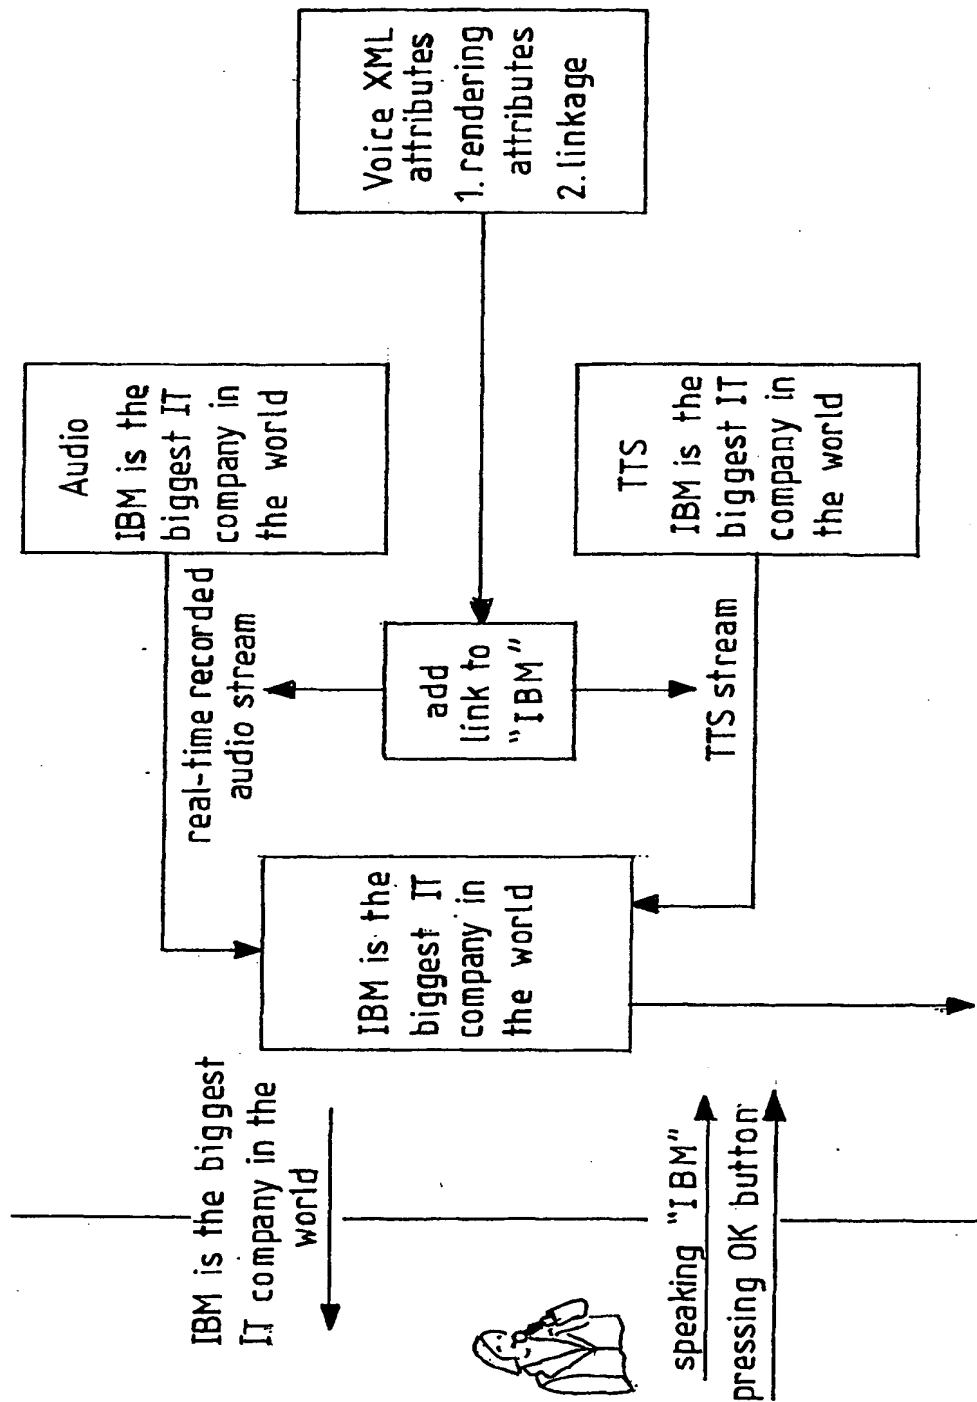 IBM is the biggest
IT company in the
world
speaking "IBM"
pressing OK button
IBM is the
biggest IT
company in
the world
real-time recorded
audio stream
add
link to
"IBM"
TTS stream
Audio
IBM is the
biggest IT
company in
the world
TTS
IBM is the
biggest IT
company in
the world
Voice XML
attributes
1. rendering
attributes
2. linkage